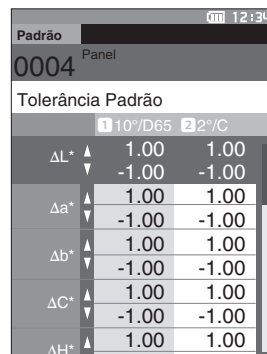 12:34
Padrão
0004 Panel
Tolerância Padrão
1 10°/D65 2 2°/C
ΔL* 1.00 1.00
-1.00 -1.00
Δa* 1.00 1.00
-1.00 -1.00
Δb* 1.00 1.00
-1.00 -1.00
ΔC* 1.00 1.00
-1.00 -1.00
ΔH* 1.00 1.00